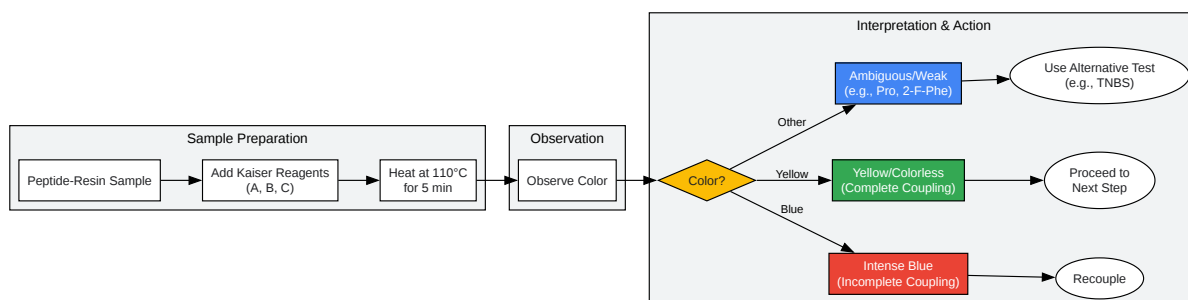 Sample Preparation
Peptide-Resin Sample
Add Kaiser Reagents
(A, B, C)
Heat at 110°C
for 5 min
Observation
Observe Color
Interpretation & Action
Color?
Other
Ambiguous/Weak
(e.g., Pro, 2-F-Phe)
Use Alternative Test
(e.g., TNBS)
Yellow
Yellow/Colorless
(Complete Coupling)
Proceed to
Next Step
Blue
Intense Blue
(Incomplete Coupling)
Recouple